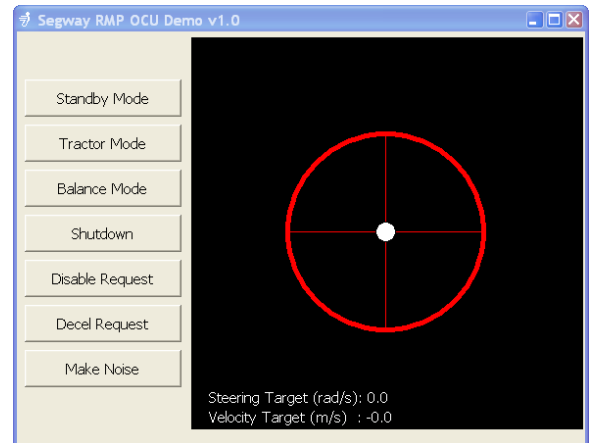 Segway RMP OCU Demo v1.0
Standby Mode
Tractor Mode
Balance Mode
Shutdown
Disable Request
Decel Request
Make Noise
Steering Target (rad/s): 0.0
Velocity Target (m/s) : -0.0